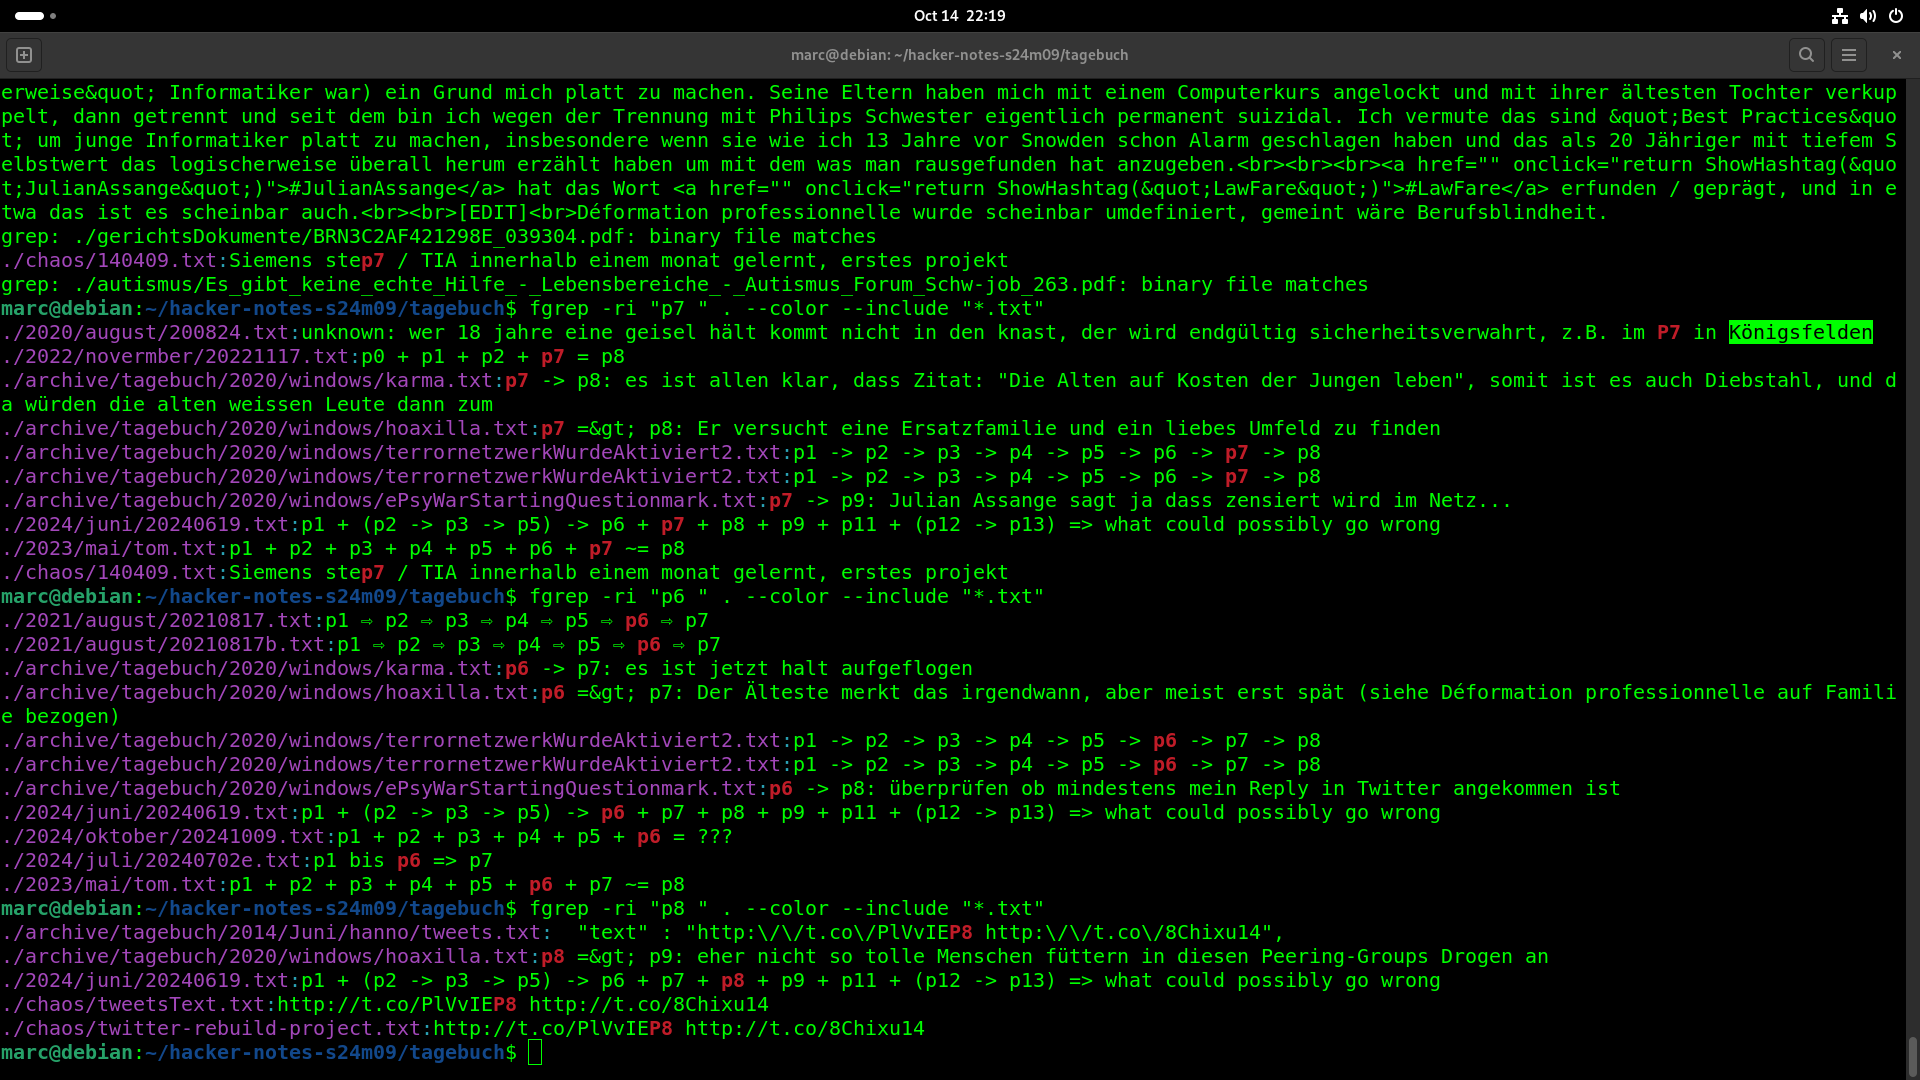 Oct 14 22:19
marc@debian: ~/hacker-notes-s24m09/tagebuch
erweise&quot; Informatiker war) ein Grund mich platt zu machen. Seine Eltern haben mich mit einem Computerkurs angelockt und mit ihrer ältesten Tochter verkup
pelt, dann getrennt und seit dem bin ich wegen der Trennung mit Philips Schwester eigentlich permanent suizidal. Ich vermute das sind &quot;Best Practices&quo
t; um junge Informatiker platt zu machen, insbesondere wenn sie wie ich 13 Jahre vor Snowden schon Alarm geschlagen haben und das als 20 Jähriger mit tiefem S
elbstwert das logischerweise überall herum erzählt haben um mit dem was man rausgefunden hat anzugeben.<br><br><br><a href="" onclick="return ShowHashtag(&quo
t;JulianAssange&quot;)">#JulianAssange</a> hat das Wort <a href="" onclick="return ShowHashtag(&quot;LawFare&quot;)">#LawFare</a> erfunden / geprägt, und in e
twa das ist es scheinbar auch.<br><br>[EDIT]<br>Déformation professionnelle wurde scheinbar umdefiniert, gemeint wäre Berufsblindheit.
grep: ./gerichtsDokumente/BRN3C2AF421298E_039304.pdf: binary file matches
./chaos/140409.txt:Siemens step7 / TIA innerhalb einem monat gelernt, erstes projekt
grep: ./autismus/Es_gibt_keine_echte_Hilfe_-_Lebensbereiche_-_Autismus_Forum_Schw-job_263.pdf: binary file matches
marc@debian:~/hacker-notes-s24m09/tagebuch$ fgrep -ri "p7 " . --color --include "*.txt"
./2020/august/200824.txt:unknown: wer 18 jahre eine geisel hält kommt nicht in den knast, der wird endgültig sicherheitsverwahrt, z.B. im P7 in Königsfelden
./2022/novermber/20221117.txt:p0 + p1 + p2 + p7 = p8
./archive/tagebuch/2020/windows/karma.txt:p7 -> p8: es ist allen klar, dass Zitat: "Die Alten auf Kosten der Jungen leben", somit ist es auch Diebstahl, und d
a würden die alten weissen Leute dann zum
./archive/tagebuch/2020/windows/hoaxilla.txt:p7 =&gt; p8: Er versucht eine Ersatzfamilie und ein liebes Umfeld zu finden
./archive/tagebuch/2020/windows/terrornetzwerkWurdeAktiviert2.txt:p1 -> p2 -> p3 -> p4 -> p5 -> p6 -> p7 -> p8
./archive/tagebuch/2020/windows/terrornetzwerkWurdeAktiviert2.txt:p1 -> p2 -> p3 -> p4 -> p5 -> p6 -> p7 -> p8
./archive/tagebuch/2020/windows/ePsyWarStartingQuestionmark.txt:p7 -> p9: Julian Assange sagt ja dass zensiert wird im Netz...
./2024/juni/20240619.txt:p1 + (p2 -> p3 -> p5) -> p6 + p7 + p8 + p9 + p11 + (p12 -> p13) => what could possibly go wrong
./2023/mai/tom.txt:p1 + p2 + p3 + p4 + p5 + p6 + p7 ~= p8
./chaos/140409.txt:Siemens step7 / TIA innerhalb einem monat gelernt, erstes projekt
marc@debian:~/hacker-notes-s24m09/tagebuch$ fgrep -ri "p6 " . --color --include "*.txt"
./2021/august/20210817.txt:p1 ⇒ p2 ⇒ p3 ⇒ p4 ⇒ p5 ⇒ p6 ⇒ p7
./2021/august/20210817b.txt:p1 ⇒ p2 ⇒ p3 ⇒ p4 ⇒ p5 ⇒ p6 ⇒ p7
./archive/tagebuch/2020/windows/karma.txt:p6 -> p7: es ist jetzt halt aufgeflogen
./archive/tagebuch/2020/windows/hoaxilla.txt:p6 =&gt; p7: Der Älteste merkt das irgendwann, aber meist erst spät (siehe Déformation professionnelle auf Famili
e bezogen)
./archive/tagebuch/2020/windows/terrornetzwerkWurdeAktiviert2.txt:p1 -> p2 -> p3 -> p4 -> p5 -> p6 -> p7 -> p8
./archive/tagebuch/2020/windows/terrornetzwerkWurdeAktiviert2.txt:p1 -> p2 -> p3 -> p4 -> p5 -> p6 -> p7 -> p8
./archive/tagebuch/2020/windows/ePsyWarStartingQuestionmark.txt:p6 -> p8: überprüfen ob mindestens mein Reply in Twitter angekommen ist
./2024/juni/20240619.txt:p1 + (p2 -> p3 -> p5) -> p6 + p7 + p8 + p9 + p11 + (p12 -> p13) => what could possibly go wrong
./2024/oktober/20241009.txt:p1 + p2 + p3 + p4 + p5 + p6 = ???
./2024/juli/20240702e.txt:p1 bis p6 => p7
./2023/mai/tom.txt:p1 + p2 + p3 + p4 + p5 + p6 + p7 ~= p8
marc@debian:~/hacker-notes-s24m09/tagebuch$ fgrep -ri "p8 " . --color --include "*.txt"
./archive/tagebuch/2014/Juni/hanno/tweets.txt:  "text" : "http:\/\/t.co\/PlVvIEP8 http:\/\/t.co\/8Chixu14",
./archive/tagebuch/2020/windows/hoaxilla.txt:p8 =&gt; p9: eher nicht so tolle Menschen füttern in diesen Peering-Groups Drogen an
./2024/juni/20240619.txt:p1 + (p2 -> p3 -> p5) -> p6 + p7 + p8 + p9 + p11 + (p12 -> p13) => what could possibly go wrong
./chaos/tweetsText.txt:http://t.co/PlVvIEP8 http://t.co/8Chixu14
./chaos/twitter-rebuild-project.txt:http://t.co/PlVvIEP8 http://t.co/8Chixu14
marc@debian:~/hacker-notes-s24m09/tagebuch$